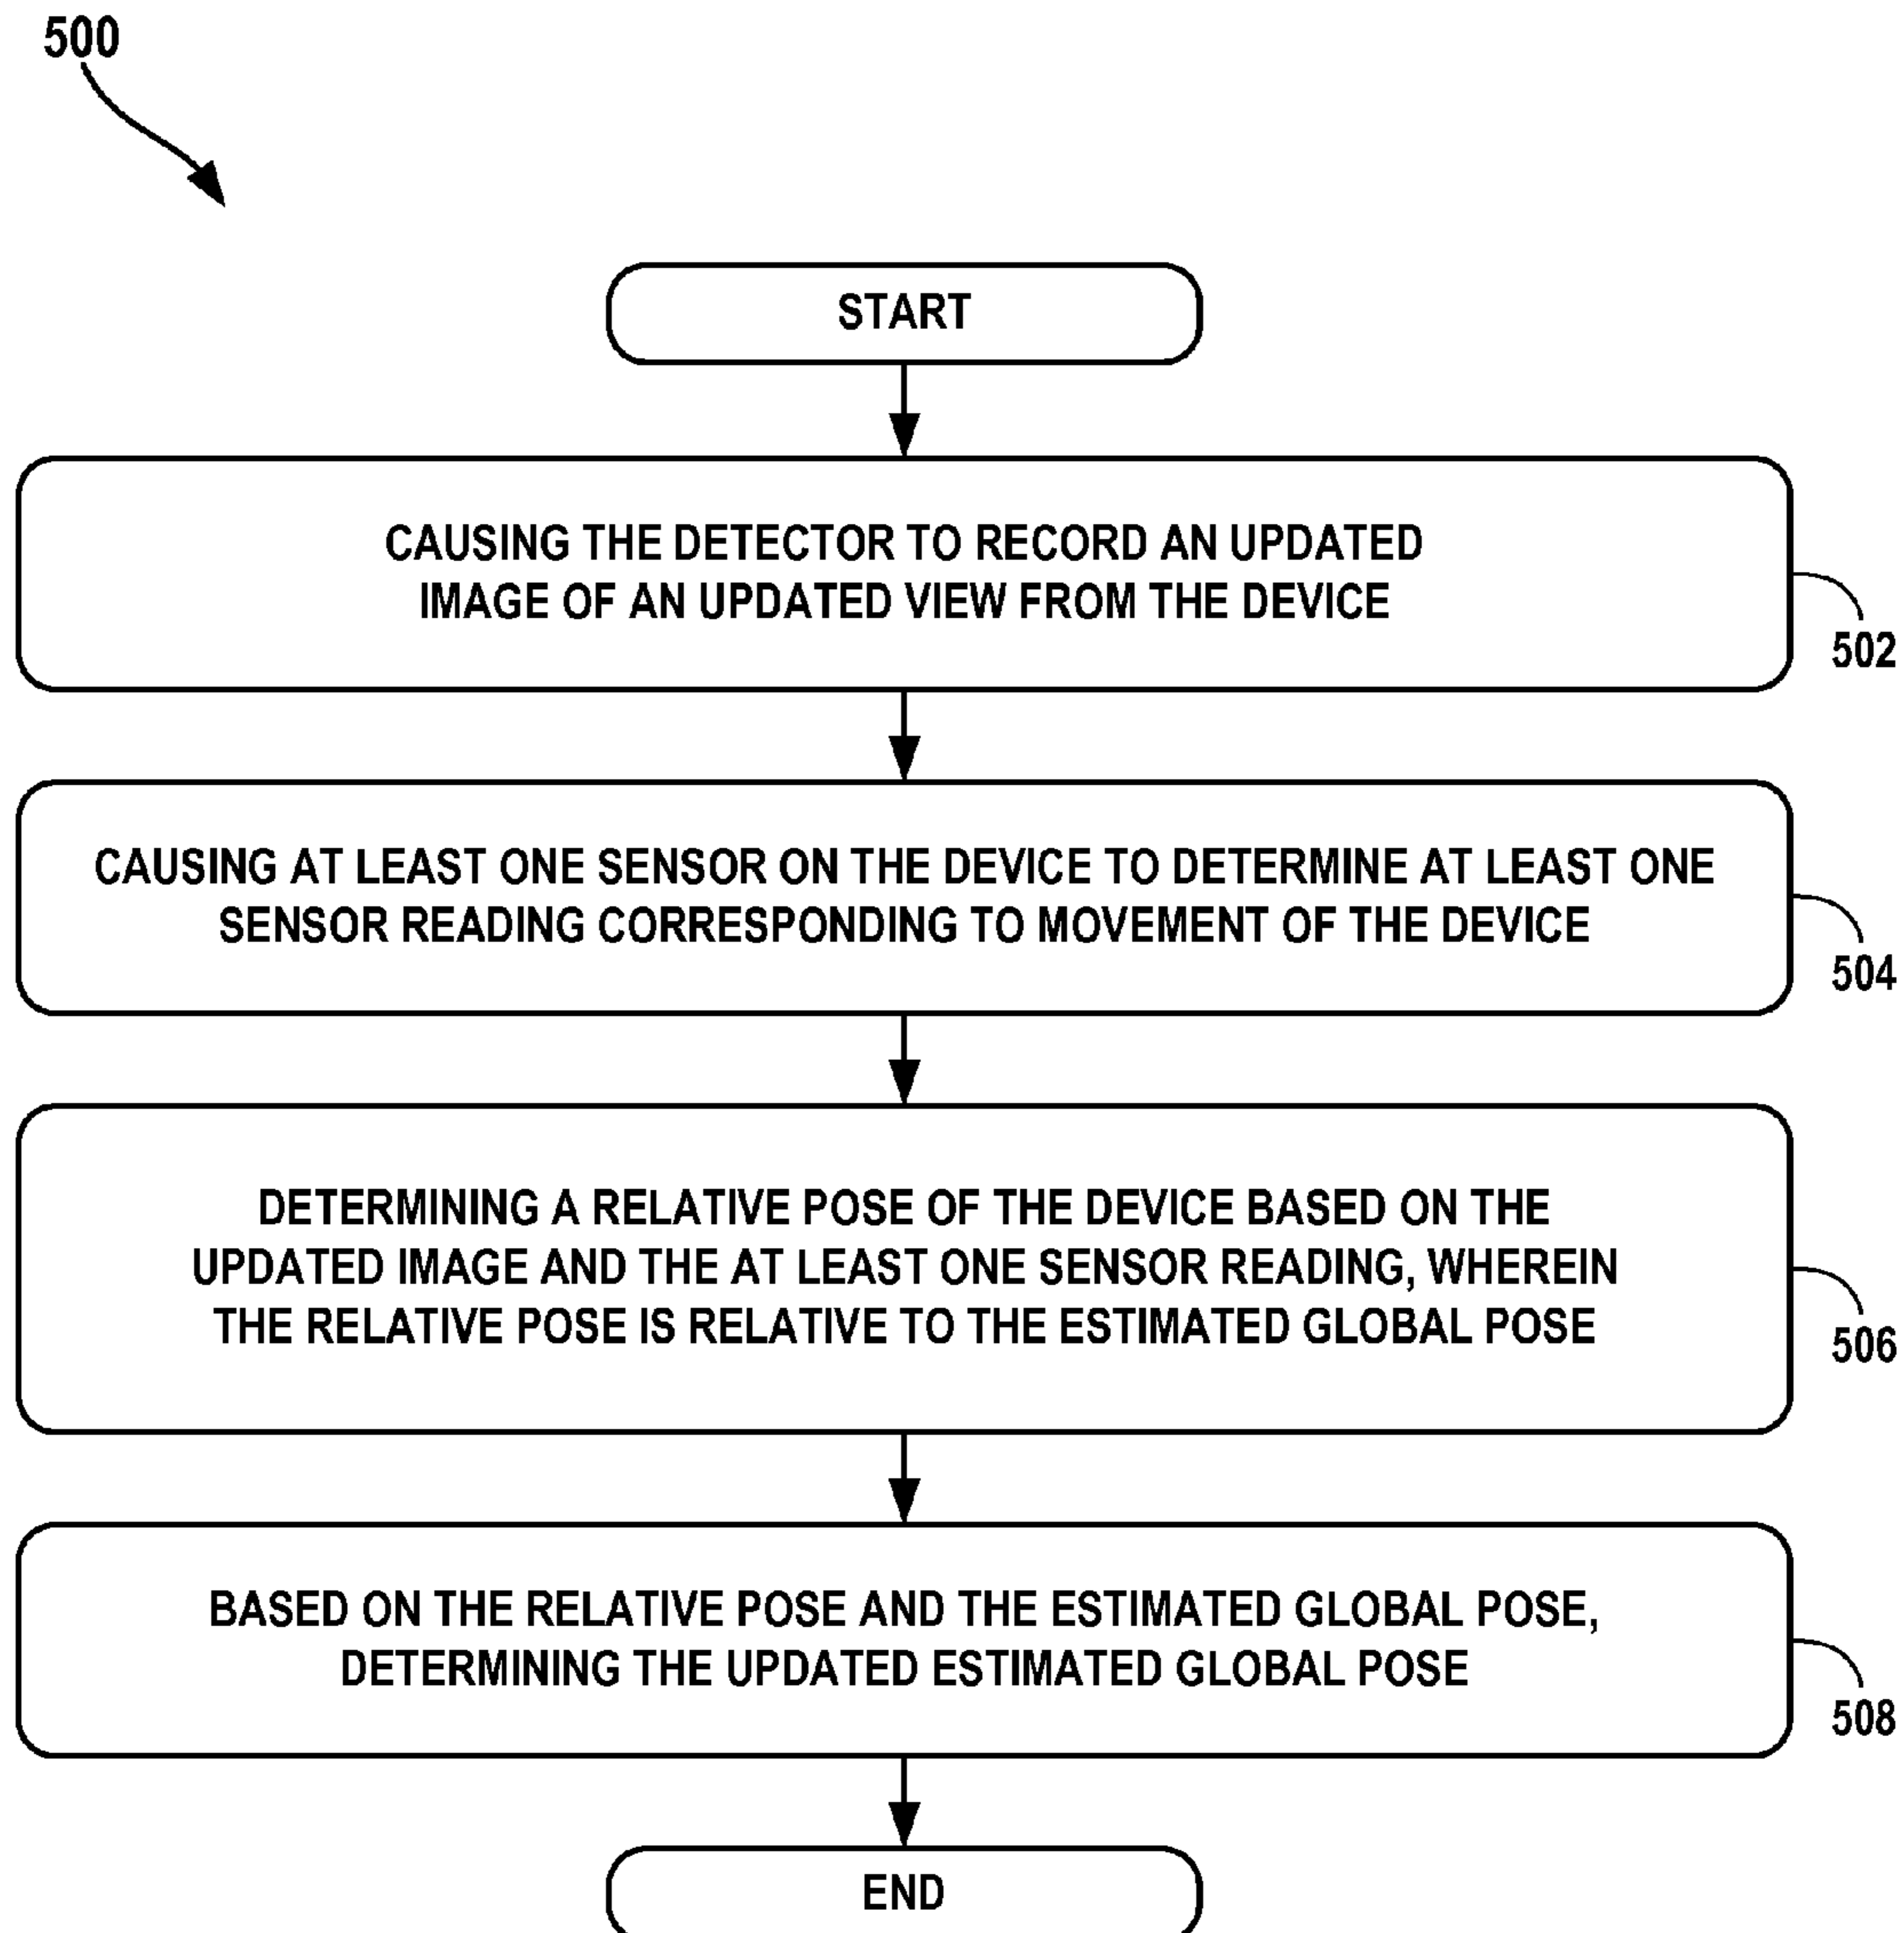 500
START
CAUSING THE DETECTOR TO RECORD AN UPDATED
IMAGE OF AN UPDATED VIEW FROM THE DEVICE
502
CAUSING AT LEAST ONE SENSOR ON THE DEVICE TO DETERMINE AT LEAST ONE
SENSOR READING CORRESPONDING TO MOVEMENT OF THE DEVICE
504
DETERMINING A RELATIVE POSE OF THE DEVICE BASED ON THE
UPDATED IMAGE AND THE AT LEAST ONE SENSOR READING, WHEREIN
THE RELATIVE POSE IS RELATIVE TO THE ESTIMATED GLOBAL POSE
506
BASED ON THE RELATIVE POSE AND THE ESTIMATED GLOBAL POSE,
DETERMINING THE UPDATED ESTIMATED GLOBAL POSE
508
END